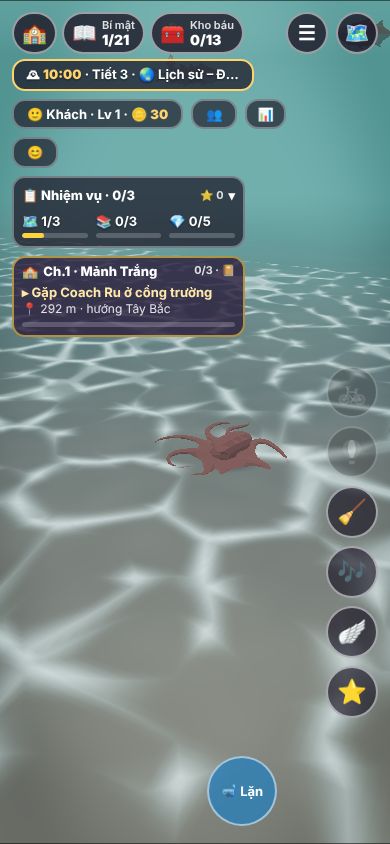 Bí mật
1/21
Kho báu
0/13
10:00 · Tiết 3 · Lịch sử – Đ...
Khách · Lv 1 · 30
Nhiệm vụ · 0/3
0 ▾
1/3
0/3
0/5
Ch.1 · Mảnh Trắng
0/3 ·
▸ Gặp Coach Ru ở cổng trường
292 m · hướng Tây Bắc
Lặn